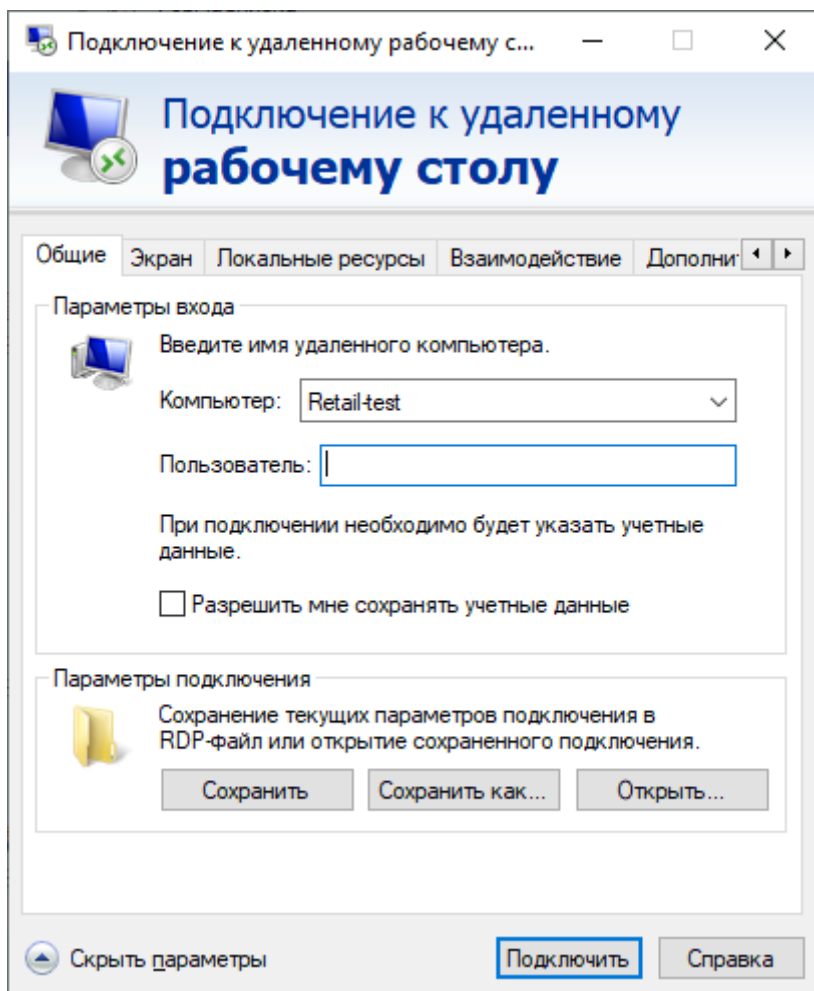 Подключение к удаленному рабочему с...
Подключение к удаленному
рабочему столу
Общие Экран Локальные ресурсы Взаимодействие Дополнит
Параметры входа
Введите имя удаленного компьютера.
Компьютер: Retail-test
Пользователь:
При подключении необходимо будет указать учетные
данные.
Разрешить мне сохранять учетные данные
Параметры подключения
Сохранение текущих параметров подключения в
RDP-файл или открытие сохраненного подключения.
Сохранить Сохранить как... Открыть...
Скрыть параметры Подключить Справка